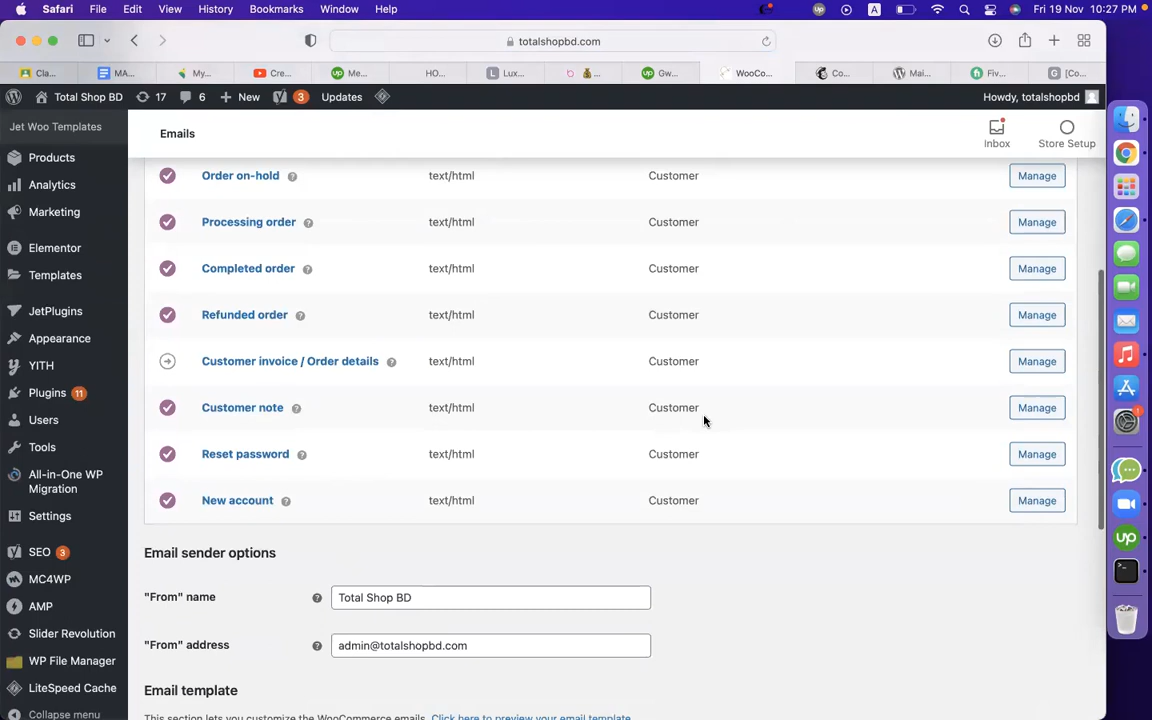 Safari File Edit View History Bookmarks Window Help A Fri 19 Nov 10:27 PM
totalshopbd.com
Cla... MA... My... Cre... Me... HO... Lux... Gw... WooCo... Co... Mai... Fiv... [Co...
Total Shop BD 17 6 New 3 Updates Howdy, totalshopbd
Jet Woo Templates
Products
Analytics
Marketing
Elementor
Templates
JetPlugins
Appearance
YITH
Plugins 11
Users
Tools
All-in-One WP
Migration
Settings
SEO 3
MC4WP
AMP
Slider Revolution
WP File Manager
LiteSpeed Cache
Collapse menu
Emails
Inbox
Store Setup
Order on-hold ? text/html Customer Manage
Processing order ? text/html Customer Manage
Completed order ? text/html Customer Manage
Refunded order ? text/html Customer Manage
Customer invoice / Order details ? text/html Customer Manage
Customer note ? text/html Customer Manage
Reset password ? text/html Customer Manage
New account ? text/html Customer Manage
Email sender options
"From" name ? Total Shop BD
"From" address ? admin@totalshopbd.com
Email template
This section lets you customize the WooCommerce emails. Click here to preview your email template.
up